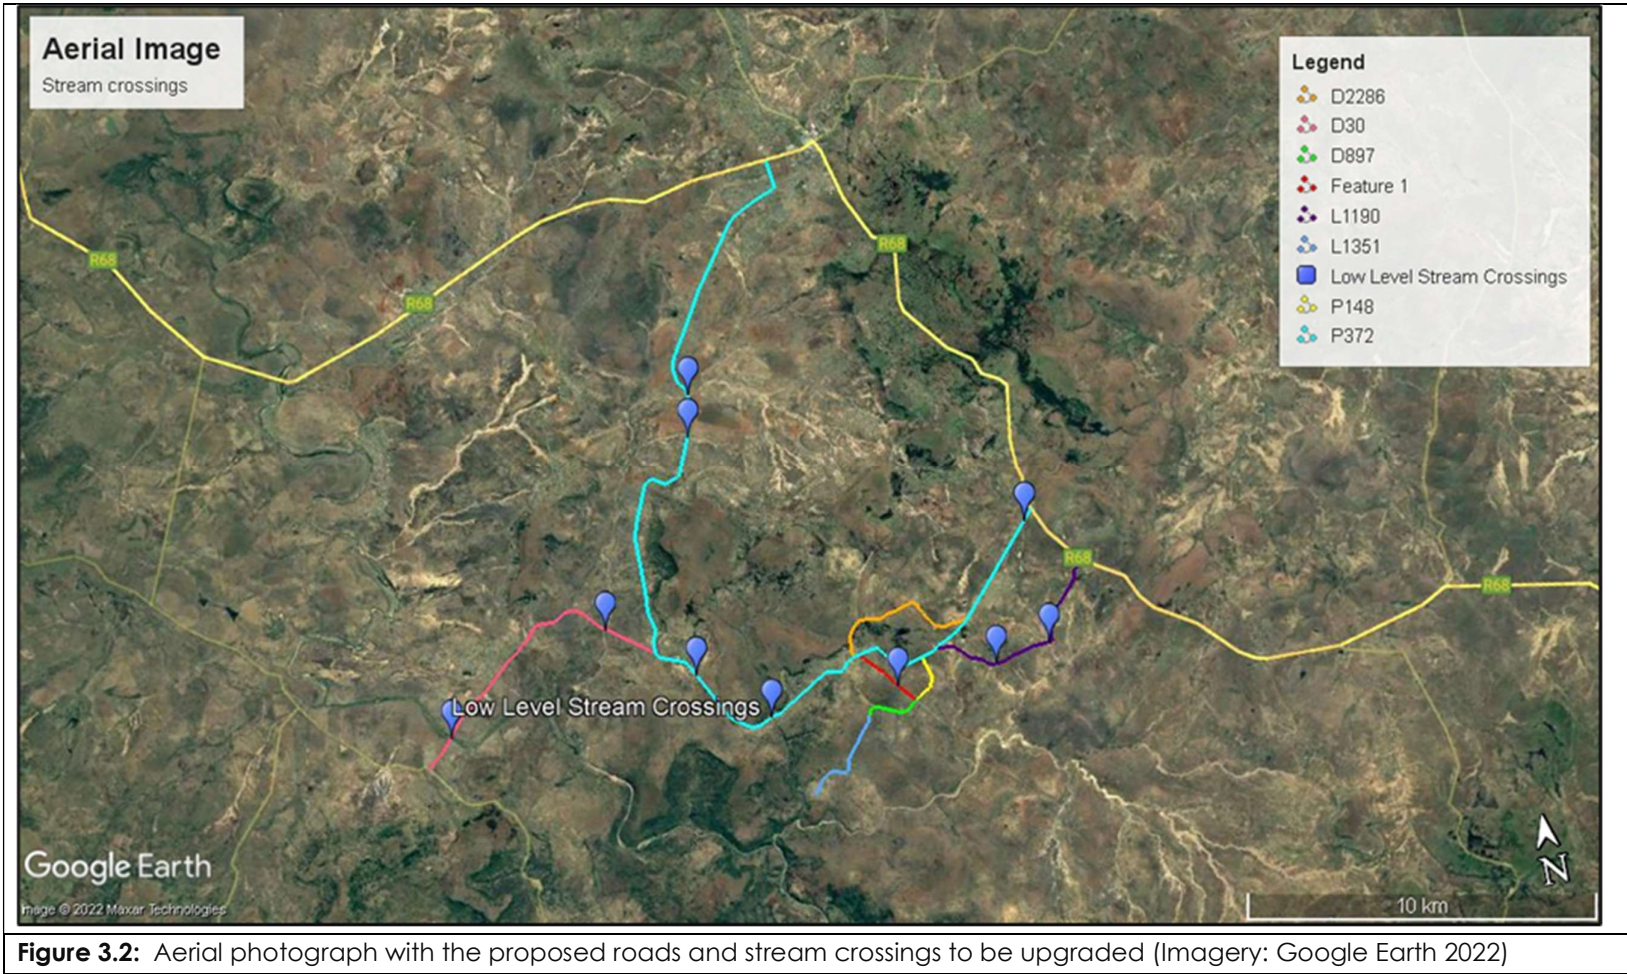 Aerial Image
Stream crossings
Legend
D2286
D30
D897
Feature 1
L1190
L1351
Low Level Stream Crossings
P148
P372
R68
R68
R68
R68
R68
Low Level Stream Crossings
Google Earth
Image © 2022 Maxar Technologies
10 km
N
Figure 3.2: Aerial photograph with the proposed roads and stream crossings to be upgraded (Imagery: Google Earth 2022)